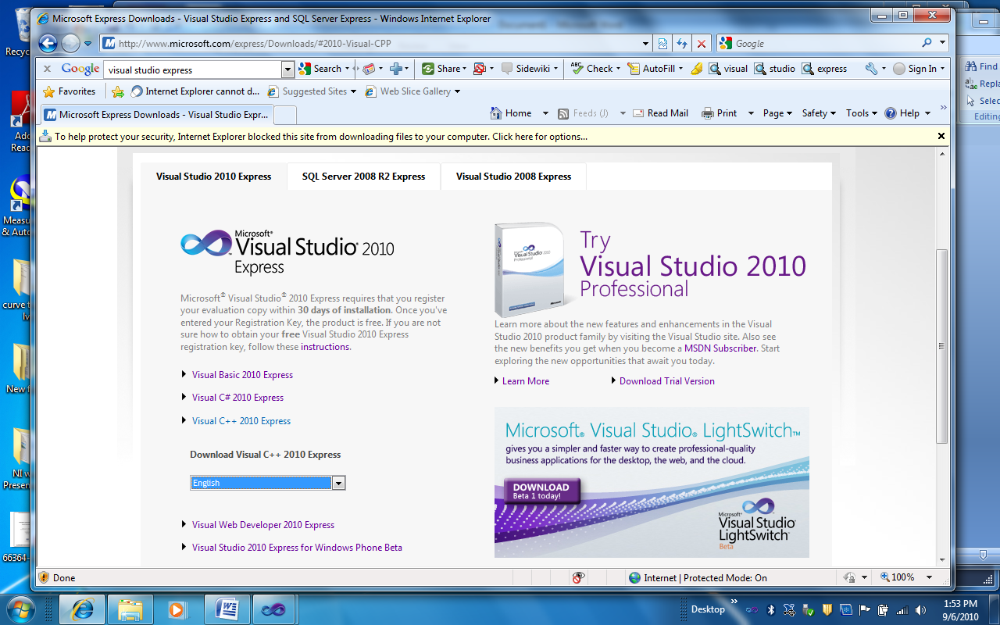 Microsoft Express Downloads - Visual Studio Express and SQL Server Express - Windows Internet Explorer
http://www.microsoft.com/express/Downloads/#2010-Visual-CPP
Google
Google
visual studio express
Search
Share
Sidewiki
Check
AutoFill
visual
studio
express
Sign In
Favorites
Internet Explorer cannot d...
Suggested Sites
Web Slice Gallery
Microsoft Express Downloads - Visual Studio Expr...
Home
Feeds (J)
Read Mail
Print
Page
Safety
Tools
Help
To help protect your security, Internet Explorer blocked this site from downloading files to your computer. Click here for options...
Visual Studio 2010 Express
SQL Server 2008 R2 Express
Visual Studio 2008 Express
Microsoft®
Visual Studio® 2010
Express
Microsoft® Visual Studio® 2010 Express requires that you register
your evaluation copy within 30 days of installation. Once you've
entered your Registration Key, the product is free. If you are not
sure how to obtain your free Visual Studio 2010 Express
registration key, follow these instructions.
Visual Basic 2010 Express
Visual C# 2010 Express
Visual C++ 2010 Express
Download Visual C++ 2010 Express
English
Visual Web Developer 2010 Express
Visual Studio 2010 Express for Windows Phone Beta
Visual Studio 2010
Professional
Try
Visual Studio 2010
Professional
Learn more about the new features and enhancements in the Visual
Studio 2010 product family by visiting the Visual Studio site. Also see
the new benefits you get when you become a MSDN Subscriber. Start
exploring the new opportunities that await you today.
Learn More
Download Trial Version
Microsoft® Visual Studio® LightSwitch™
gives you a simpler and faster way to create professional-quality
business applications for the desktop, the web, and the cloud.
DOWNLOAD
Beta 1 today!
Microsoft®
Visual Studio®
LightSwitch™
Beta
Done
Internet | Protected Mode: On
100%
Find
Editing
Desktop
1:53 PM
9/6/2010